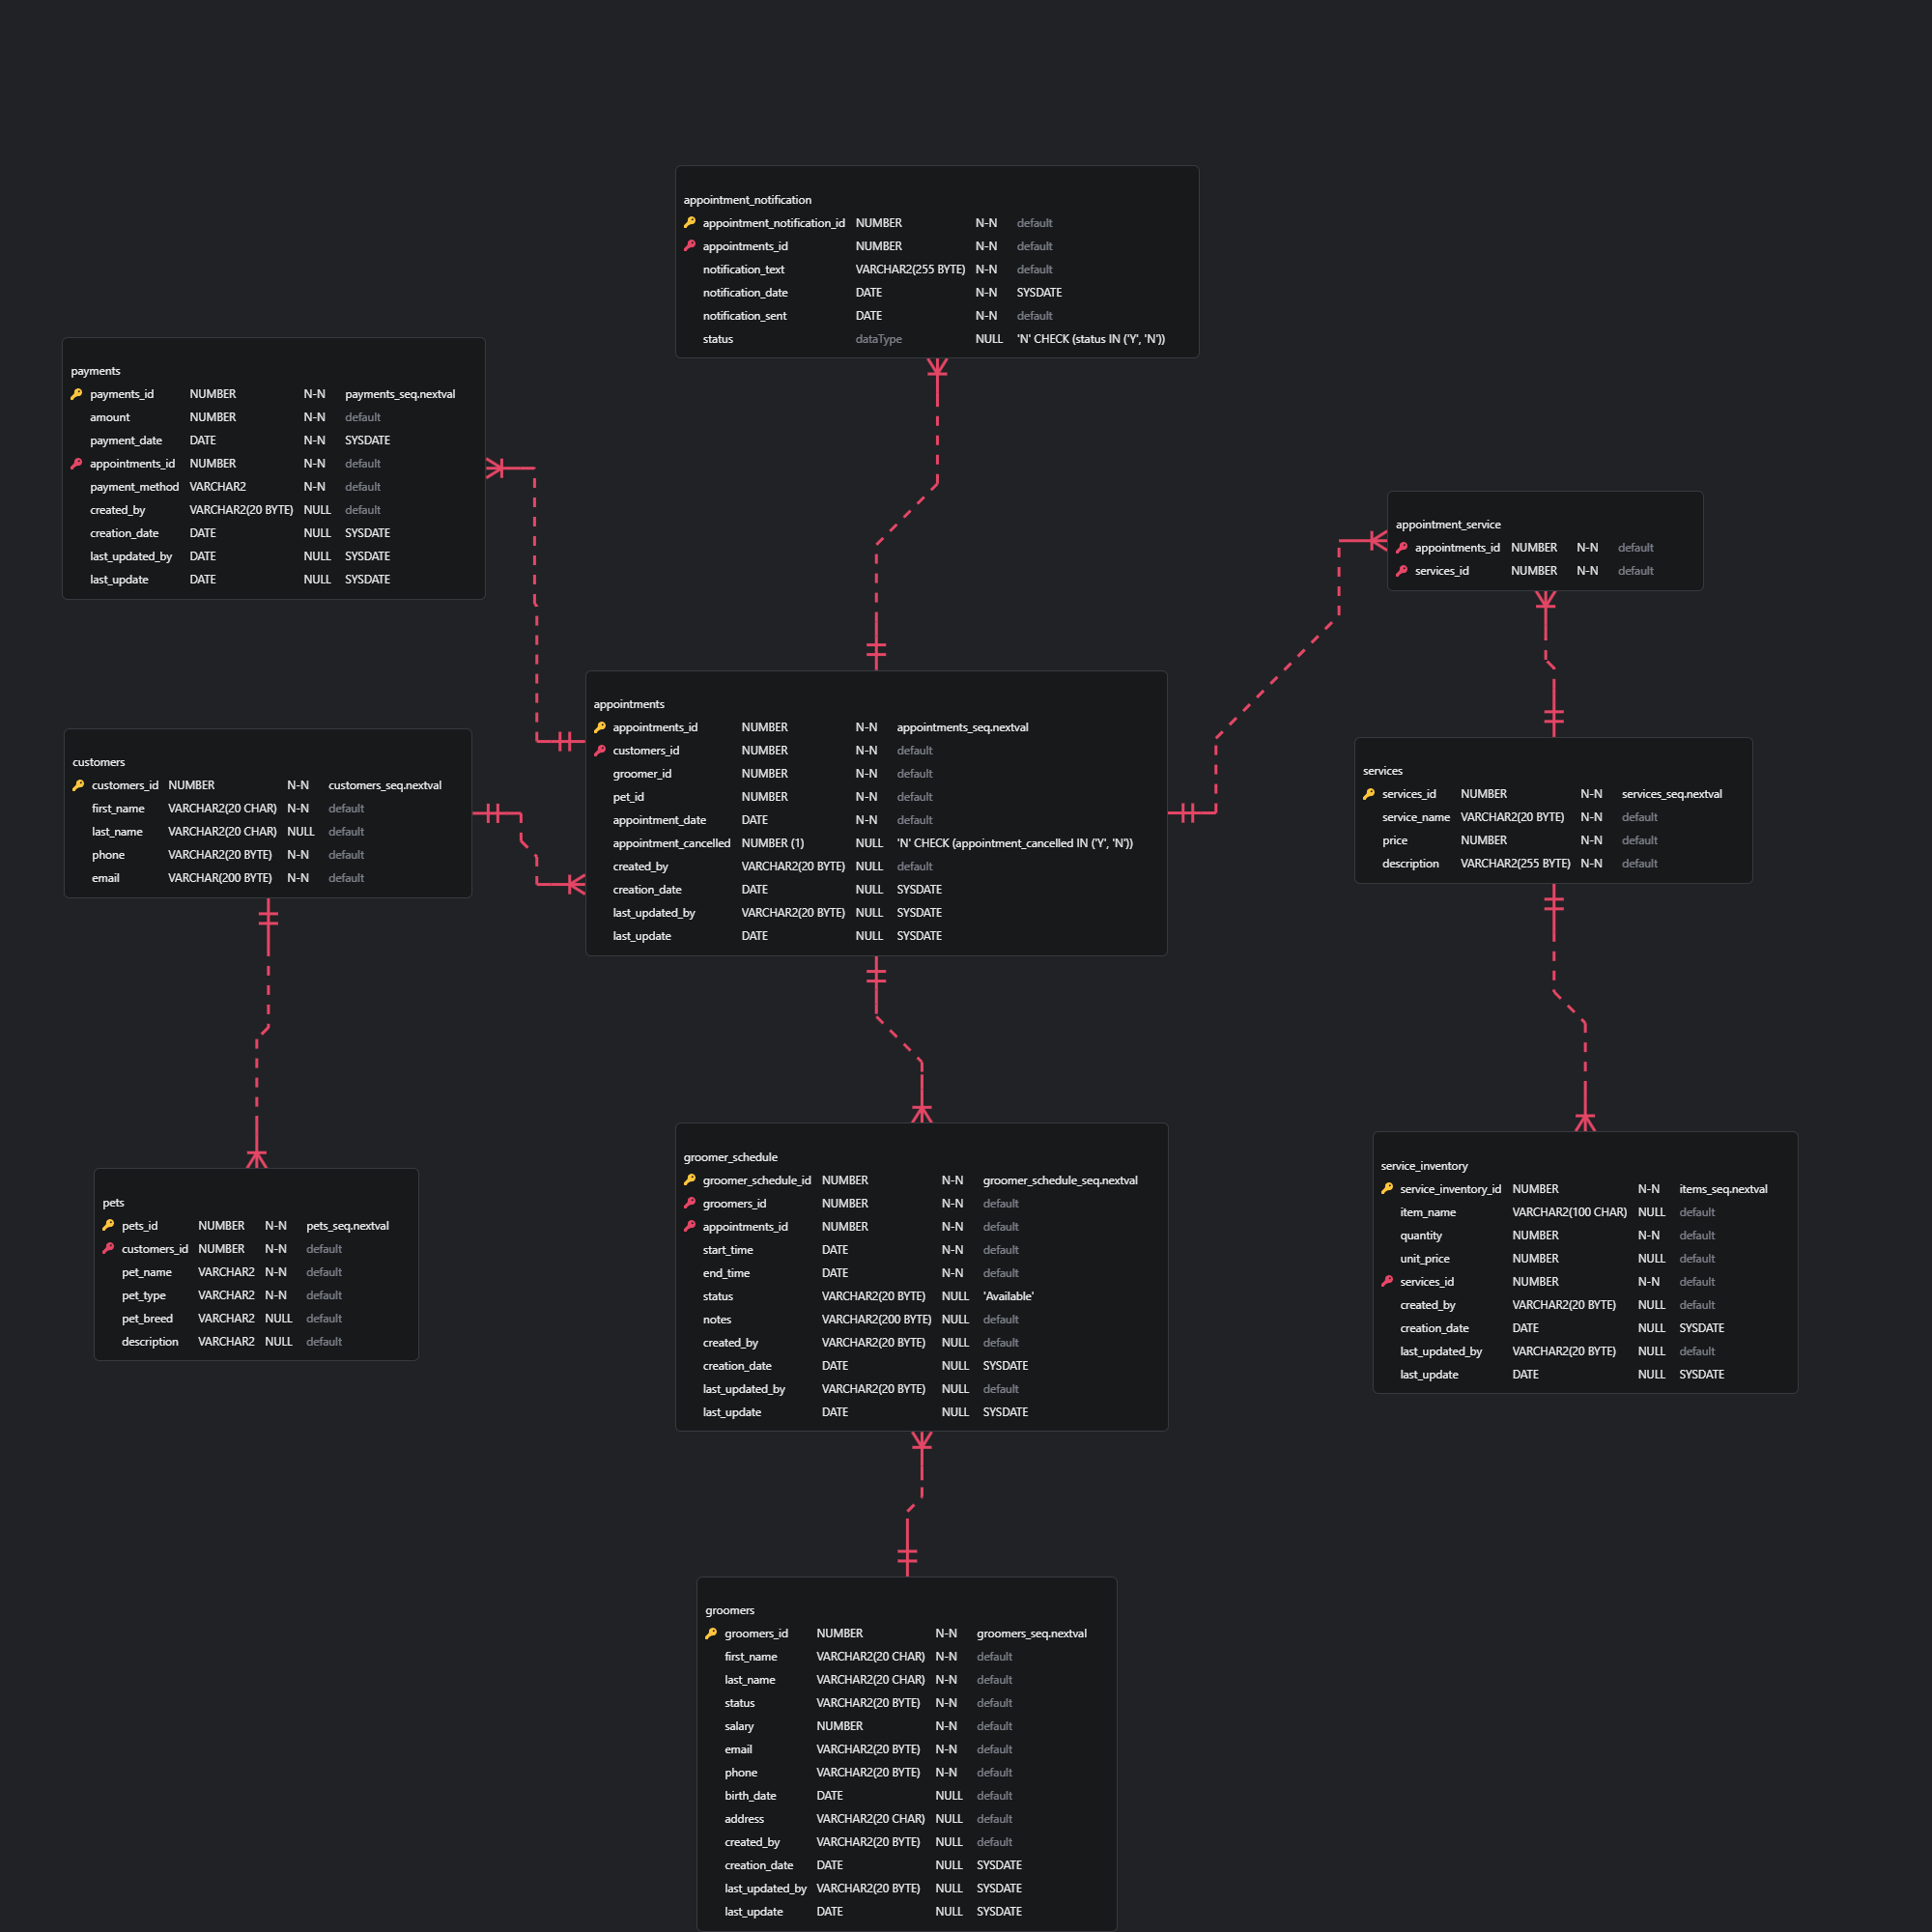 appointment_notification
appointment_notification_id NUMBER N-N default
appointments_id NUMBER N-N default
notification_text VARCHAR2(255 BYTE) N-N default
notification_date DATE N-N SYSDATE
notification_sent DATE N-N default
status dataType NULL 'N' CHECK (status IN ('Y', 'N'))
payments
payments_id NUMBER N-N payments_seq.nextval
amount NUMBER N-N default
payment_date DATE N-N SYSDATE
appointments_id NUMBER N-N default
payment_method VARCHAR2 N-N default
created_by VARCHAR2(20 BYTE) NULL default
creation_date DATE NULL SYSDATE
last_updated_by DATE NULL SYSDATE
last_update DATE NULL SYSDATE
appointment_service
appointments_id NUMBER N-N default
services_id NUMBER N-N default
appointments
appointments_id NUMBER N-N appointments_seq.nextval
customers_id NUMBER N-N default
groomer_id NUMBER N-N default
pet_id NUMBER N-N default
appointment_date DATE N-N default
appointment_cancelled NUMBER (1) NULL 'N' CHECK (appointment_cancelled IN ('Y', 'N'))
created_by VARCHAR2(20 BYTE) NULL default
creation_date DATE NULL SYSDATE
last_updated_by VARCHAR2(20 BYTE) NULL SYSDATE
last_update DATE NULL SYSDATE
customers
customers_id NUMBER N-N customers_seq.nextval
first_name VARCHAR2(20 CHAR) N-N default
last_name VARCHAR2(20 CHAR) NULL default
phone VARCHAR2(20 BYTE) N-N default
email VARCHAR(200 BYTE) N-N default
services
services_id NUMBER N-N services_seq.nextval
service_name VARCHAR2(20 BYTE) N-N default
price NUMBER N-N default
description VARCHAR2(255 BYTE) N-N default
pets
pets_id NUMBER N-N pets_seq.nextval
customers_id NUMBER N-N default
pet_name VARCHAR2 N-N default
pet_type VARCHAR2 N-N default
pet_breed VARCHAR2 NULL default
description VARCHAR2 NULL default
groomer_schedule
groomer_schedule_id NUMBER N-N groomer_schedule_seq.nextval
groomers_id NUMBER N-N default
appointments_id NUMBER N-N default
start_time DATE N-N default
end_time DATE N-N default
status VARCHAR2(20 BYTE) NULL 'Available'
notes VARCHAR2(200 BYTE) NULL default
created_by VARCHAR2(20 BYTE) NULL default
creation_date DATE NULL SYSDATE
last_updated_by VARCHAR2(20 BYTE) NULL default
last_update DATE NULL SYSDATE
service_inventory
service_inventory_id NUMBER N-N items_seq.nextval
item_name VARCHAR2(100 CHAR) NULL default
quantity NUMBER N-N default
unit_price NUMBER NULL default
services_id NUMBER N-N default
created_by VARCHAR2(20 BYTE) NULL default
creation_date DATE NULL SYSDATE
last_updated_by VARCHAR2(20 BYTE) NULL default
last_update DATE NULL SYSDATE
groomers
groomers_id NUMBER N-N groomers_seq.nextval
first_name VARCHAR2(20 CHAR) N-N default
last_name VARCHAR2(20 CHAR) N-N default
status VARCHAR2(20 BYTE) N-N default
salary NUMBER N-N default
email VARCHAR2(20 BYTE) N-N default
phone VARCHAR2(20 BYTE) N-N default
birth_date DATE NULL default
address VARCHAR2(20 CHAR) NULL default
created_by VARCHAR2(20 BYTE) NULL default
creation_date DATE NULL SYSDATE
last_updated_by VARCHAR2(20 BYTE) NULL SYSDATE
last_update DATE NULL SYSDATE